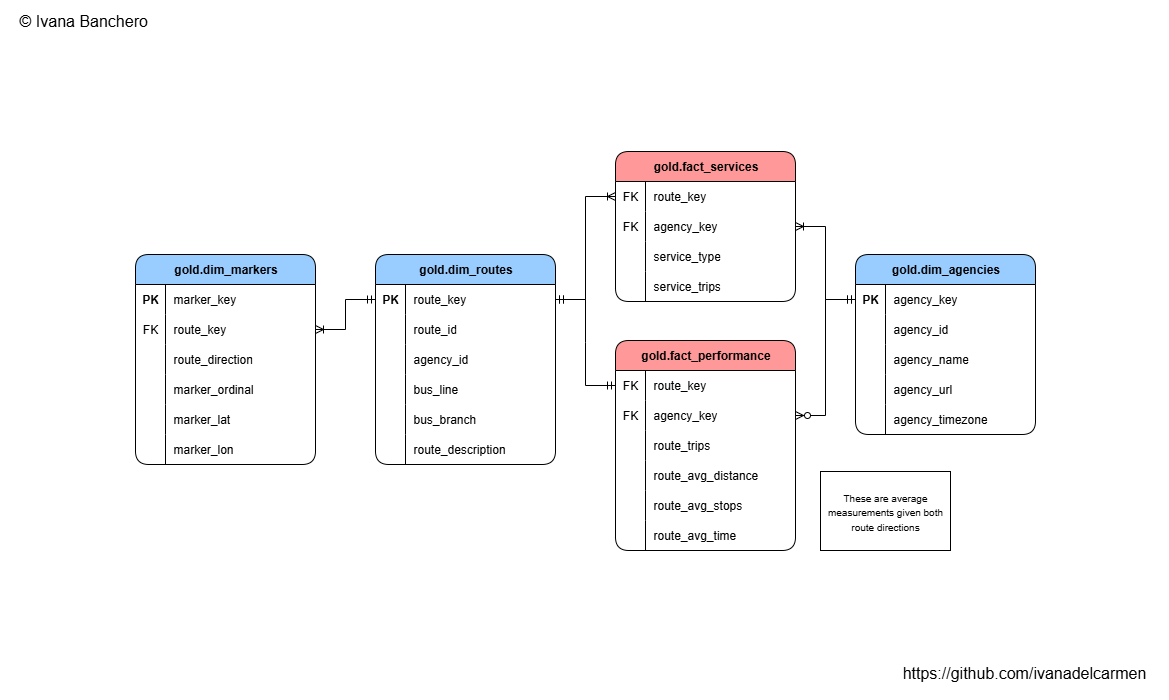 © Ivana Banchero
gold.fact_services
FK route_key
FK agency_key
service_type
service_trips
gold.dim_markers
PK marker_key
FK route_key
route_direction
marker_ordinal
marker_lat
marker_lon
gold.dim_routes
PK route_key
route_id
agency_id
bus_line
bus_branch
route_description
gold.dim_agencies
PK agency_key
agency_id
agency_name
agency_url
agency_timezone
gold.fact_performance
FK route_key
FK agency_key
route_trips
route_avg_distance
route_avg_stops
route_avg_time
These are average
measurements given both
route directions
https://github.com/ivanadelcarmen